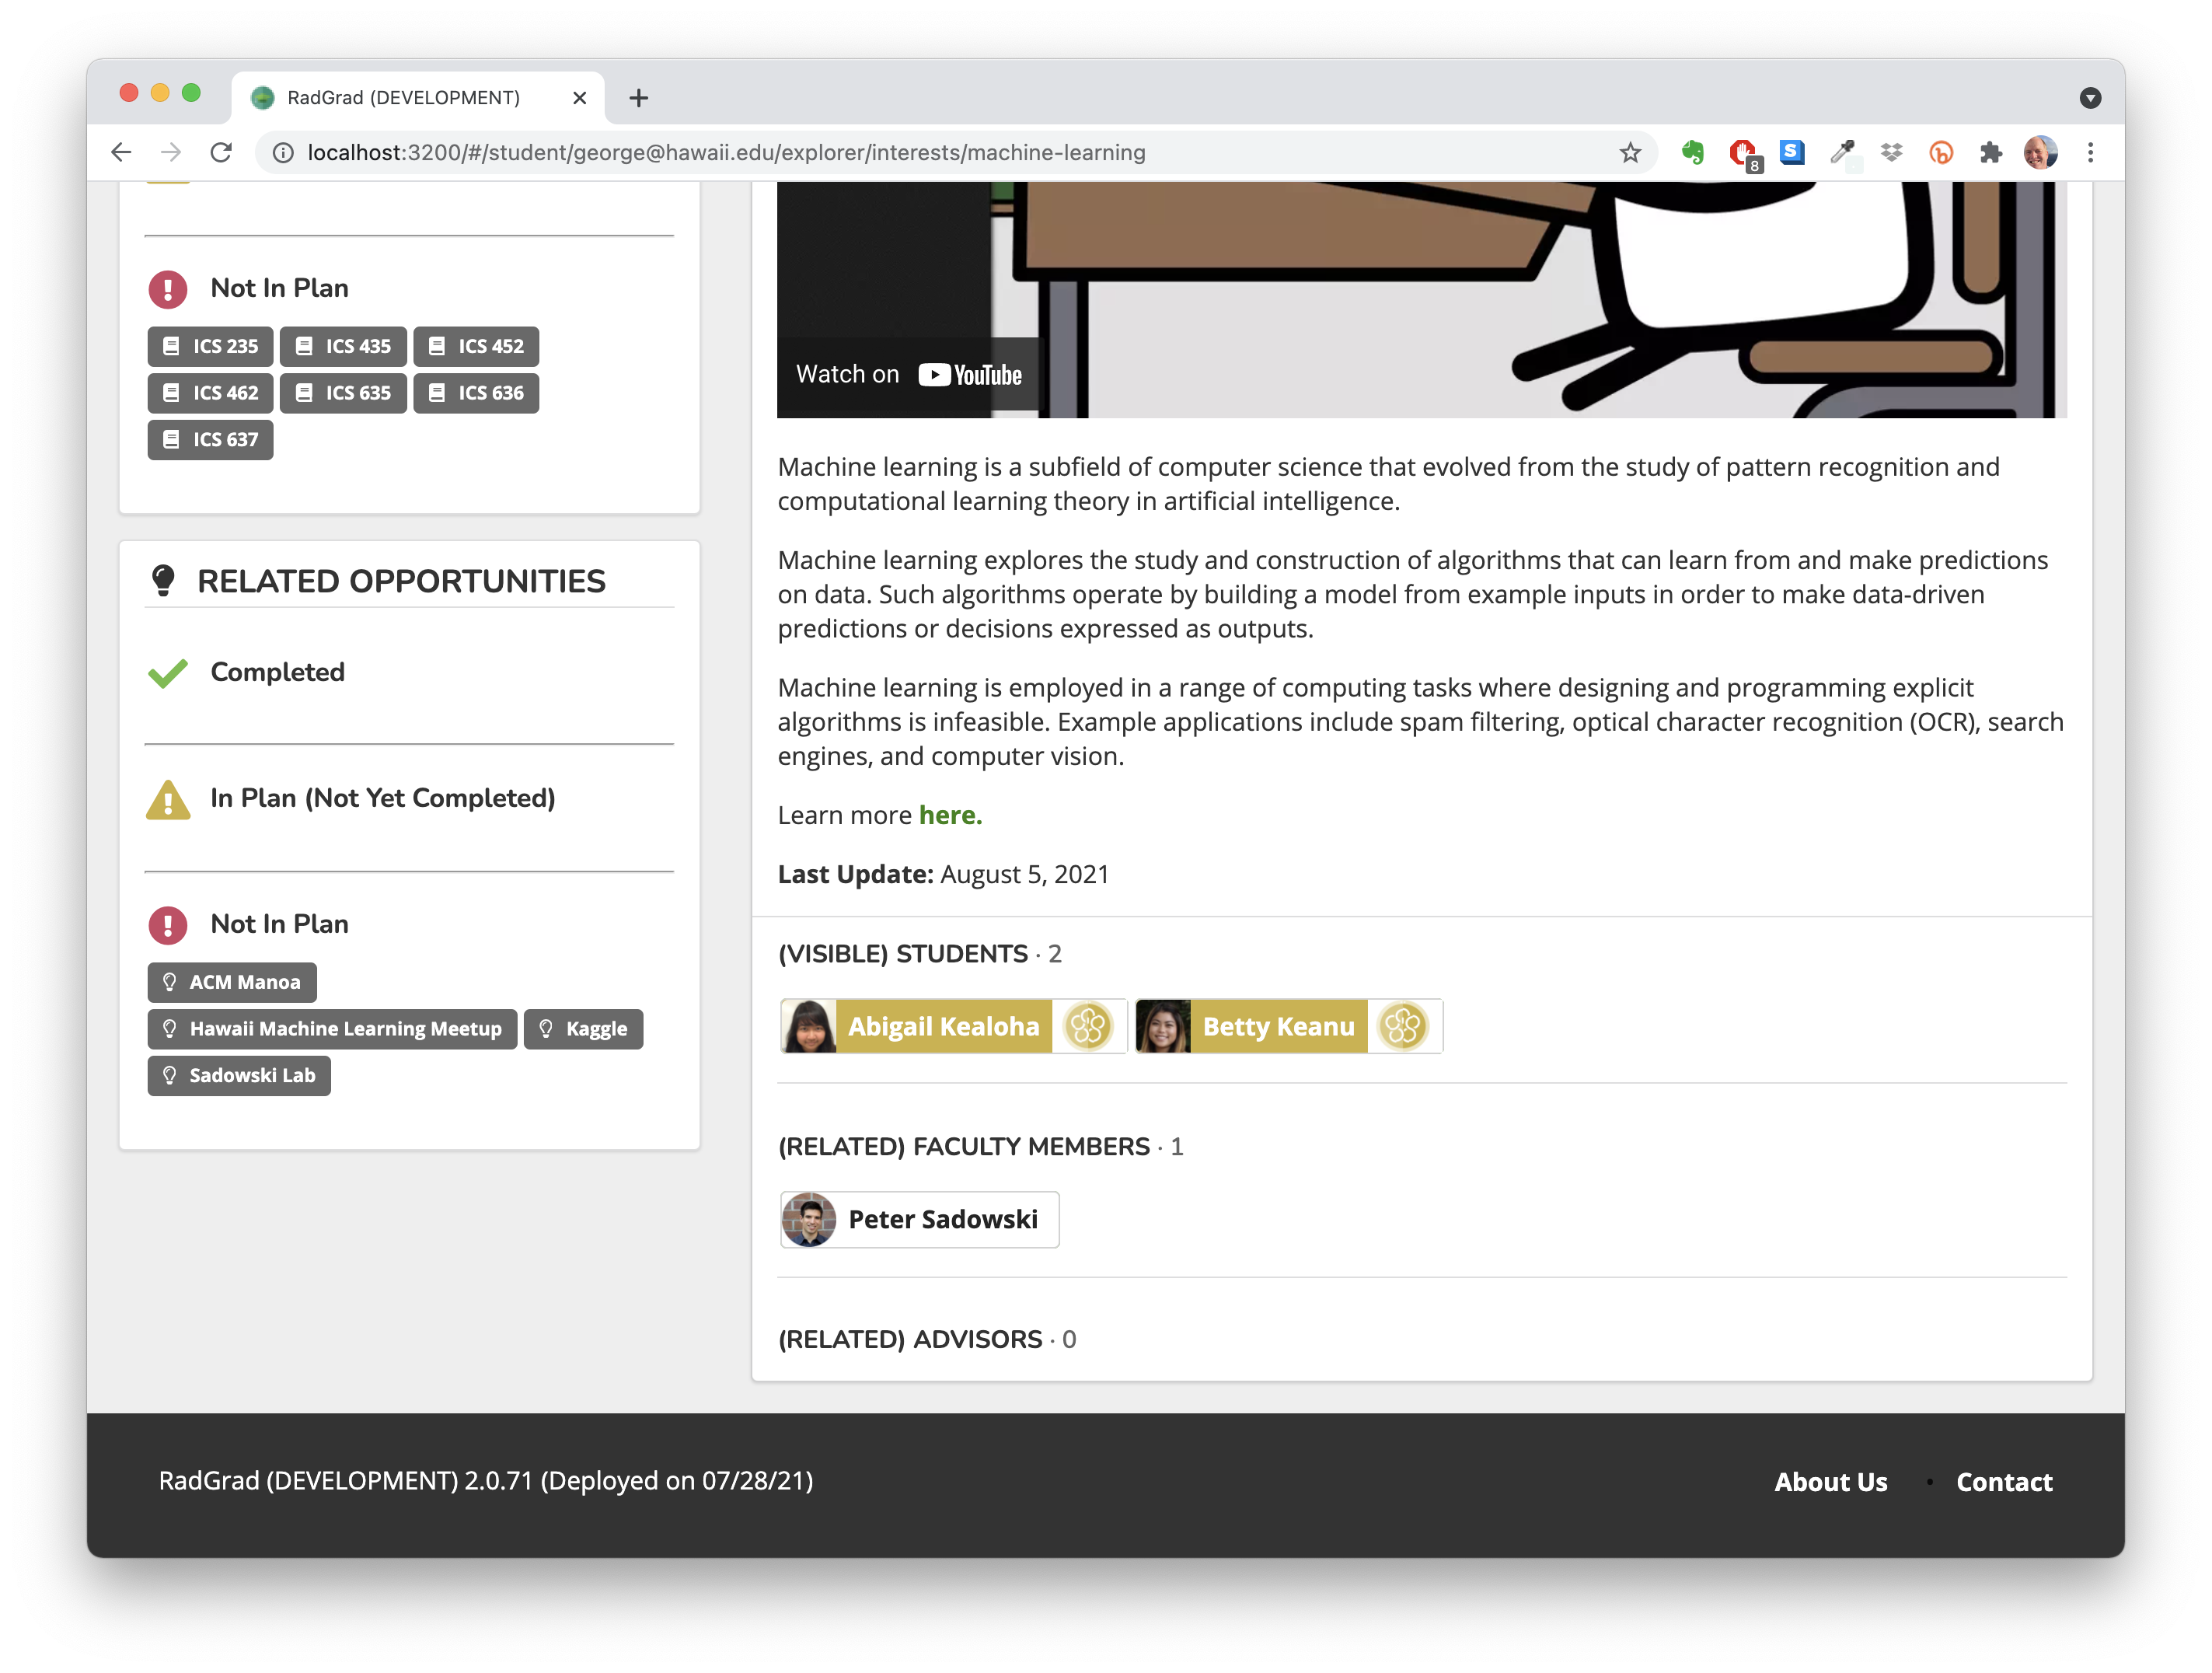 RadGrad (DEVELOPMENT)
localhost:3200/#/student/george@hawaii.edu/explorer/interests/machine-learning
8
Not In Plan
ICS 235 ICS 435 ICS 452
ICS 462 ICS 635 ICS 636
ICS 637
RELATED OPPORTUNITIES
Completed
In Plan (Not Yet Completed)
Not In Plan
ACM Manoa
Hawaii Machine Learning Meetup Kaggle
Sadowski Lab
Watch on YouTube
Machine learning is a subfield of computer science that evolved from the study of pattern recognition and
computational learning theory in artificial intelligence.
Machine learning explores the study and construction of algorithms that can learn from and make predictions
on data. Such algorithms operate by building a model from example inputs in order to make data-driven
predictions or decisions expressed as outputs.
Machine learning is employed in a range of computing tasks where designing and programming explicit
algorithms is infeasible. Example applications include spam filtering, optical character recognition (OCR), search
engines, and computer vision.
Learn more here.
Last Update: August 5, 2021
(VISIBLE) STUDENTS · 2
Abigail Kealoha Betty Keanu
(RELATED) FACULTY MEMBERS · 1
Peter Sadowski
(RELATED) ADVISORS · 0
RadGrad (DEVELOPMENT) 2.0.71 (Deployed on 07/28/21)
About Us • Contact